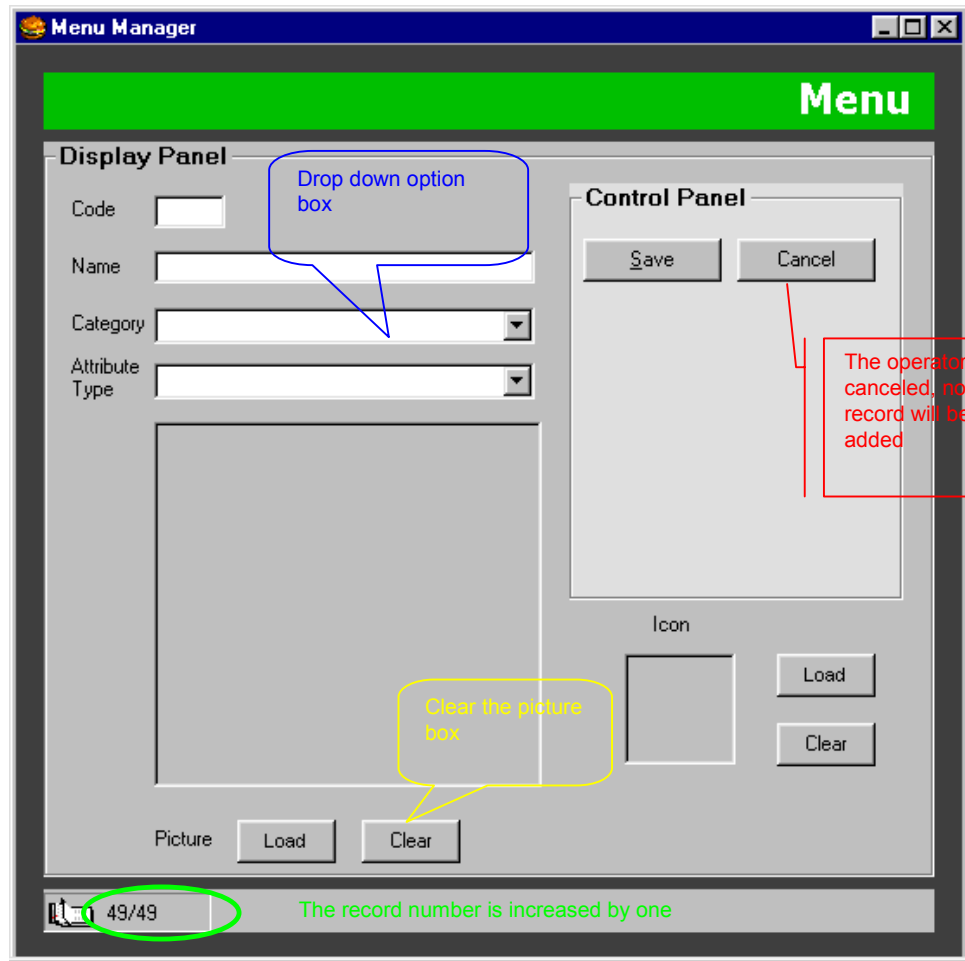 Menu Manager
Menu
Display Panel
Drop down option
box
Code
Name
Category
Attribute
Type
Control Panel
Save
Cancel
The operator
canceled, no
record will be
added
Icon
Load
Clear
Clear the picture
box
Picture
Load
Clear
49/49
The record number is increased by one